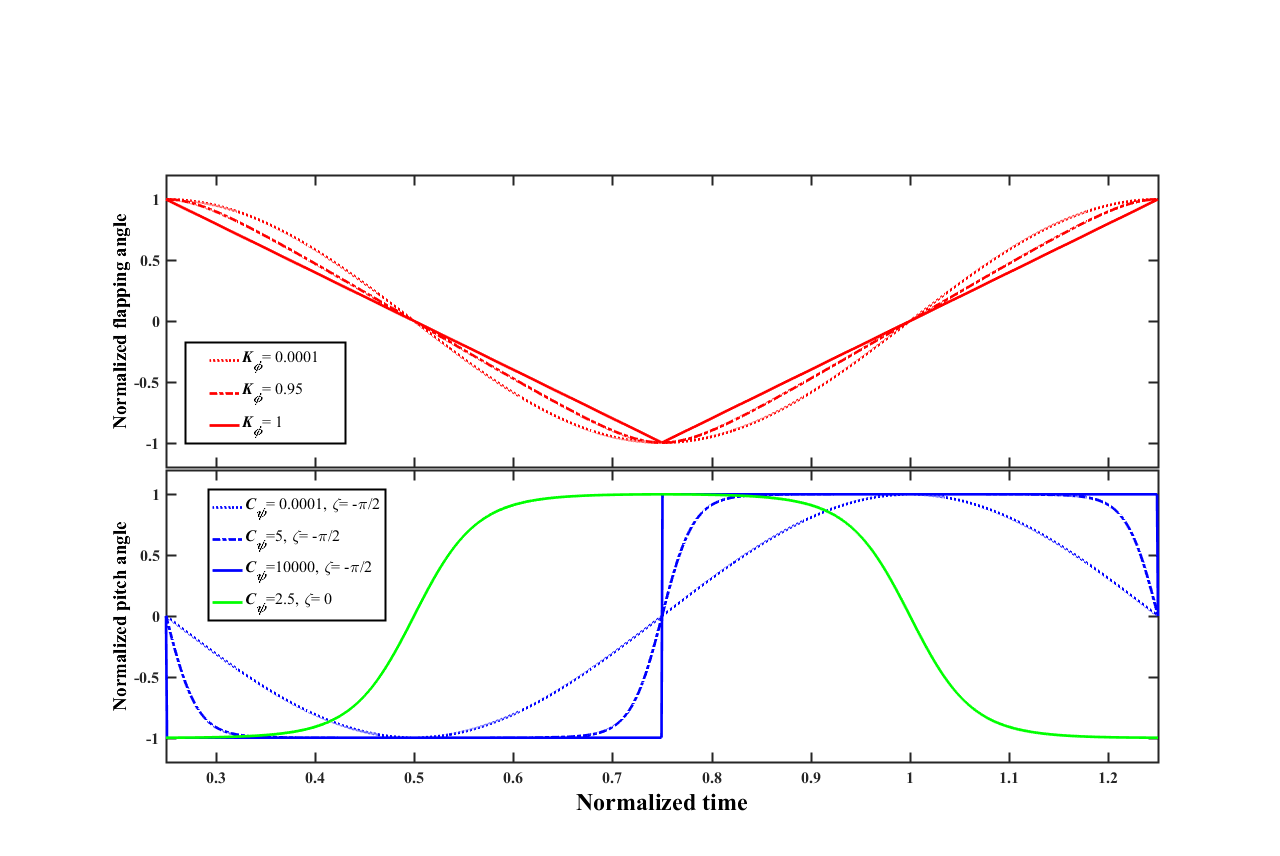 Normalized flapping angle
1
0.5
0
-0.5
-1
K_ϕ = 0.0001
K_ϕ = 0.95
K_ϕ = 1
Normalized pitch angle
1
0.5
0
-0.5
-1
C_ψ = 0.0001, ζ= -π/2
C_ψ=5, ζ= -π/2
C_ψ=10000, ζ= -π/2
C_ψ=2.5, ζ= 0
0.3 0.4 0.5 0.6 0.7 0.8 0.9 1 1.1 1.2
Normalized time